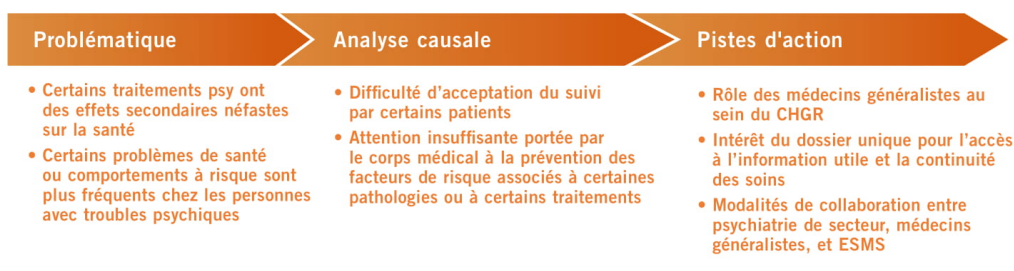 Problématique
• Certains traitements psy ont
des effets secondaires néfastes
sur la santé
• Certains problèmes de santé
ou comportements à risque sont
plus fréquents chez les personnes
avec troubles psychiques
Analyse causale
• Difficulté d'acceptation du suivi
par certains patients
• Attention insuffisante portée par
le corps médical à la prévention des
facteurs de risque associés à certaines
pathologies ou à certains traitements
Pistes d'action
• Rôle des médecins généralistes au
sein du CHGR
• Intérêt du dossier unique pour l'accès
à l'information utile et la continuité
des soins
• Modalités de collaboration entre
psychiatrie de secteur, médecins
généralistes, et ESMS